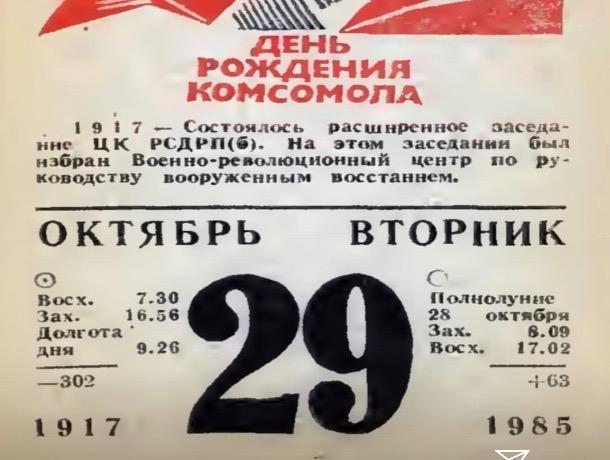 ДЕНЬ
РОЖДЕНИЯ
КОМСОМОЛА
1917 — Состоялось расширенное заседа-
ние ЦК РСДРП(б). На этом заседании был
избран Военно-революционный центр по ру-
ководству вооруженным восстанием.
ОКТЯБРЬ ВТОРНИК
29
Восх. 7.30
Зах. 16.56
Долгота
дня 9.26
—302
1917
Полнолуние
28 октября
Зах. 8.09
Восх. 17.02
+63
1985